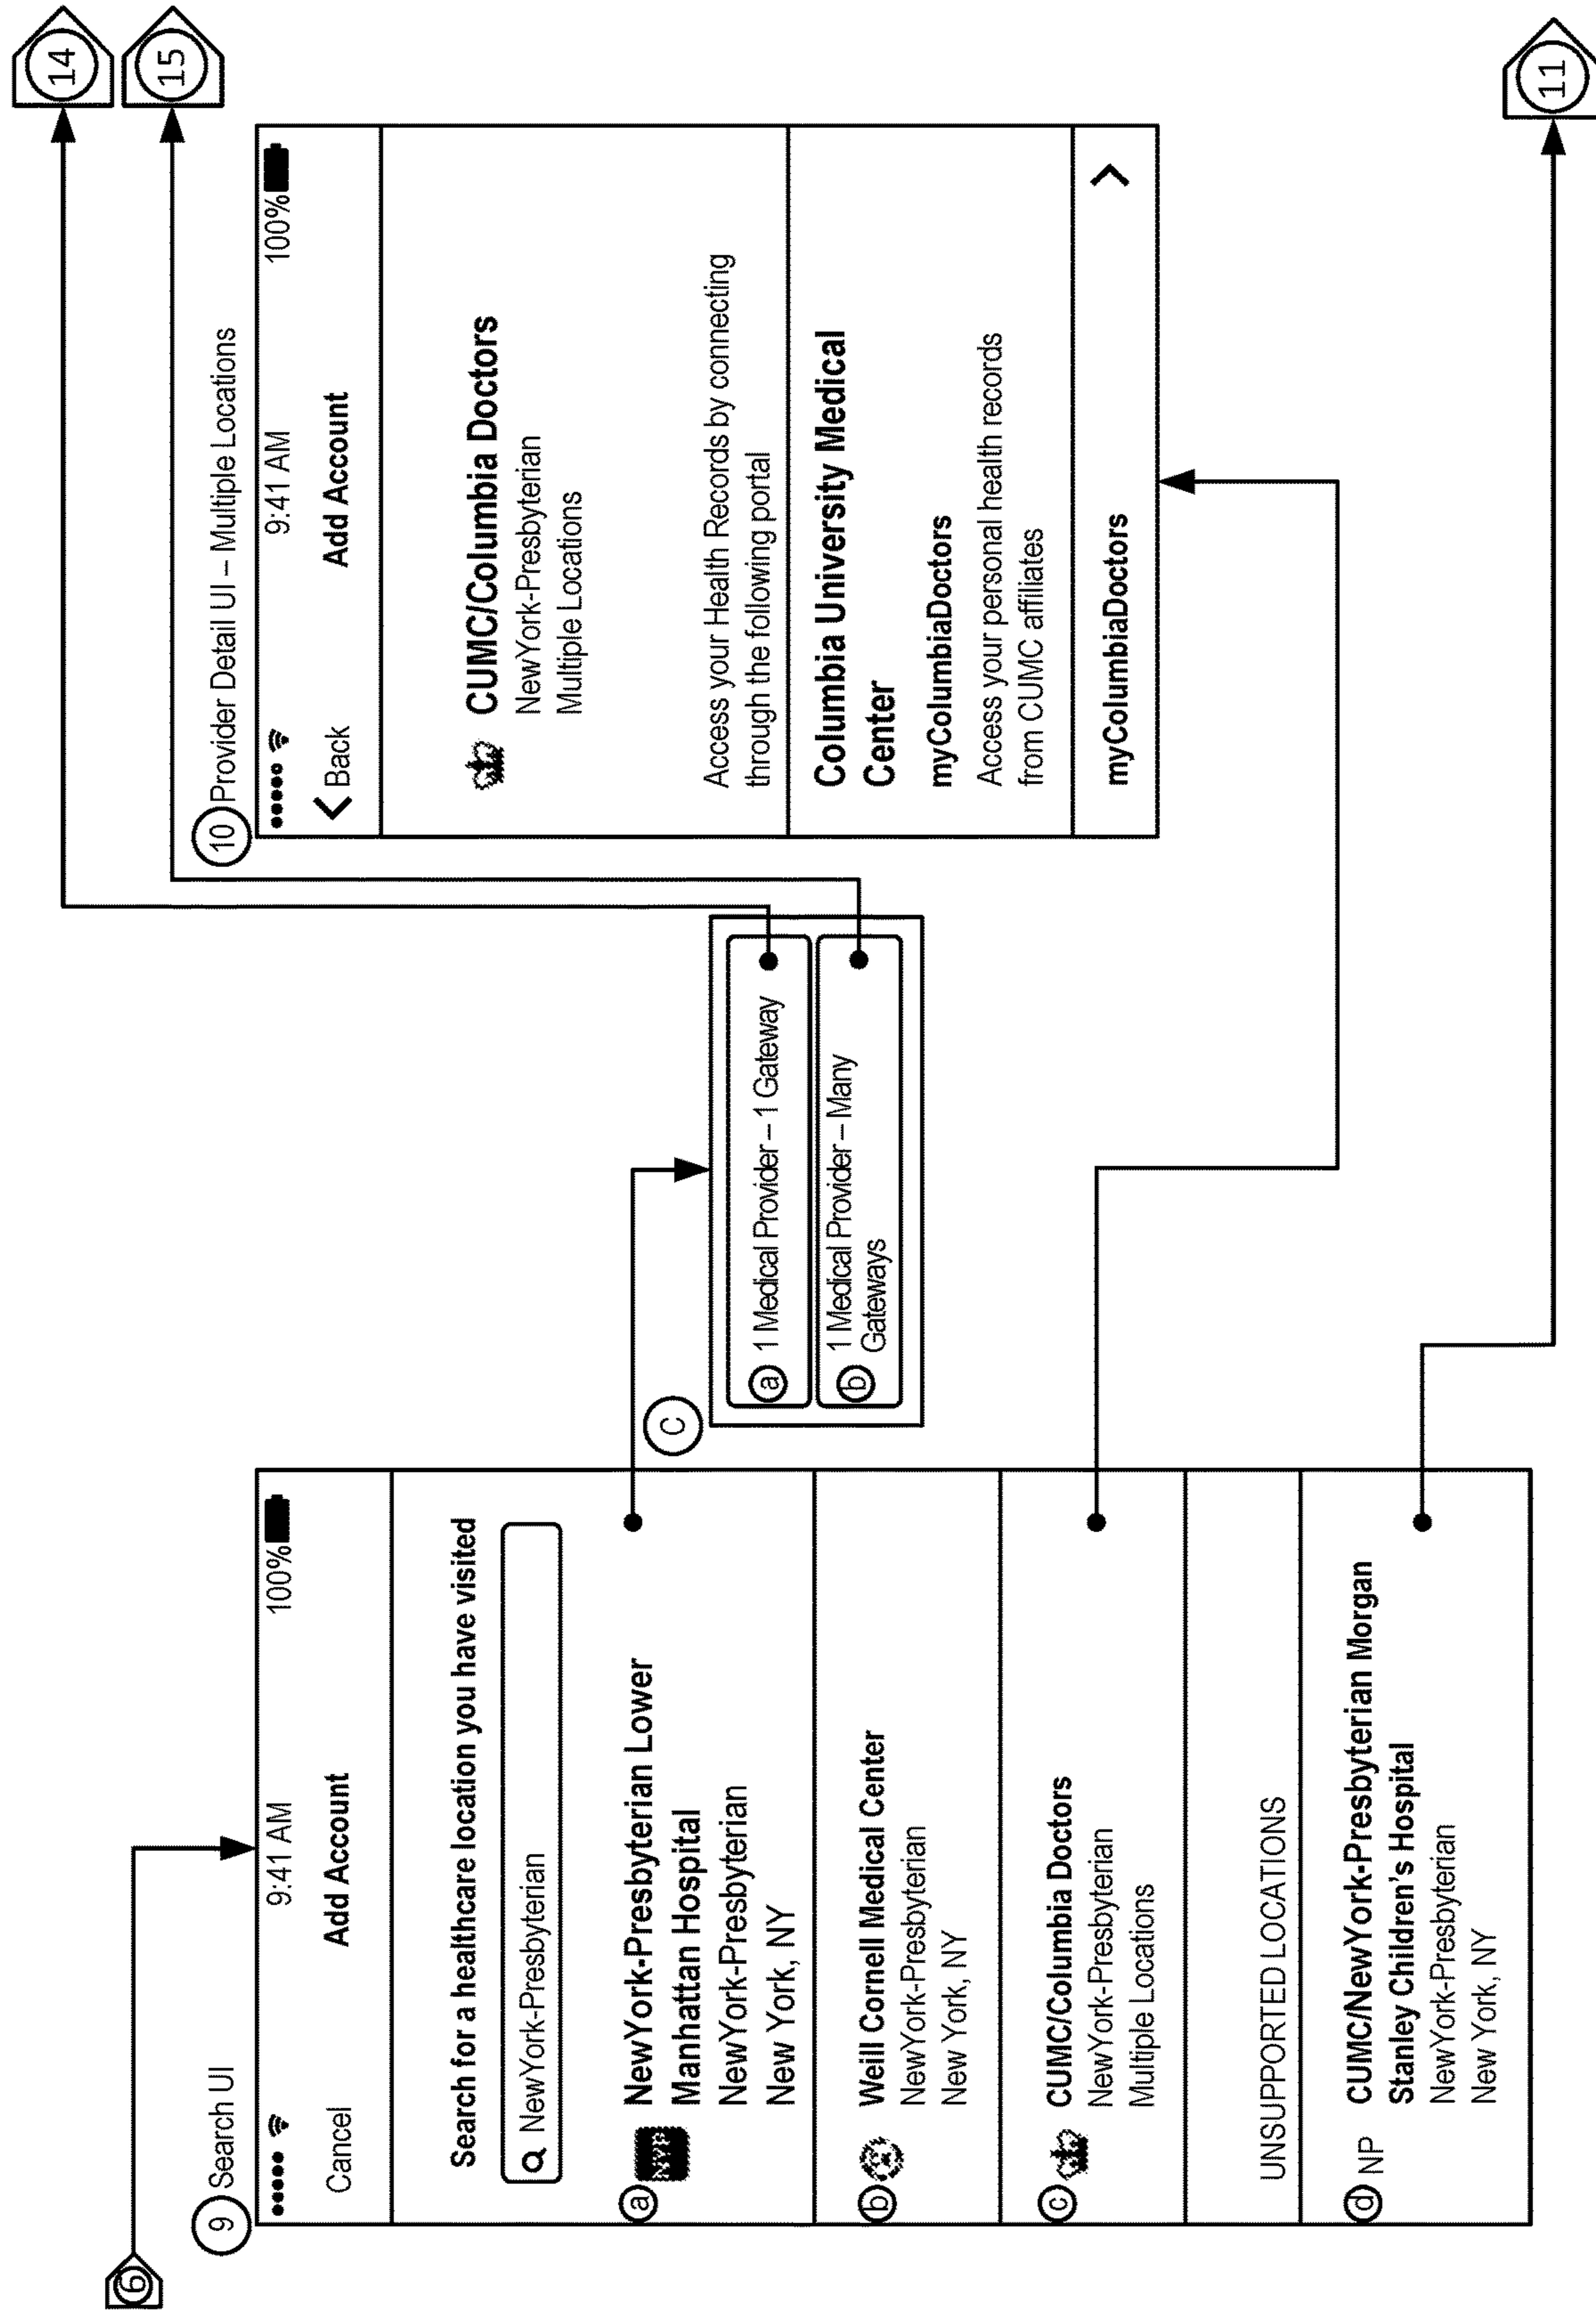 6
9 Search UI
9:41 AM 100%
Cancel Add Account
Search for a healthcare location you have visited
NewYork-Presbyterian
a NYP NewYork-Presbyterian Lower
Manhattan Hospital
NewYork-Presbyterian
New York, NY
b Weill Cornell Medical Center
NewYork-Presbyterian
New York, NY
c CUMC/Columbia Doctors
NewYork-Presbyterian
Multiple Locations
UNSUPPORTED LOCATIONS
d NP CUMC/NewYork-Presbyterian Morgan
Stanley Children's Hospital
NewYork-Presbyterian
New York, NY
C
a 1 Medical Provider – 1 Gateway
b 1 Medical Provider – Many
Gateways
10 Provider Detail UI – Multiple Locations
9:41 AM 100%
Back Add Account
CUMC/Columbia Doctors
NewYork-Presbyterian
Multiple Locations
Access your Health Records by connecting
through the following portal
Columbia University Medical
Center
myColumbiaDoctors
Access your personal health records
from CUMC affiliates
myColumbiaDoctors
14
15
11